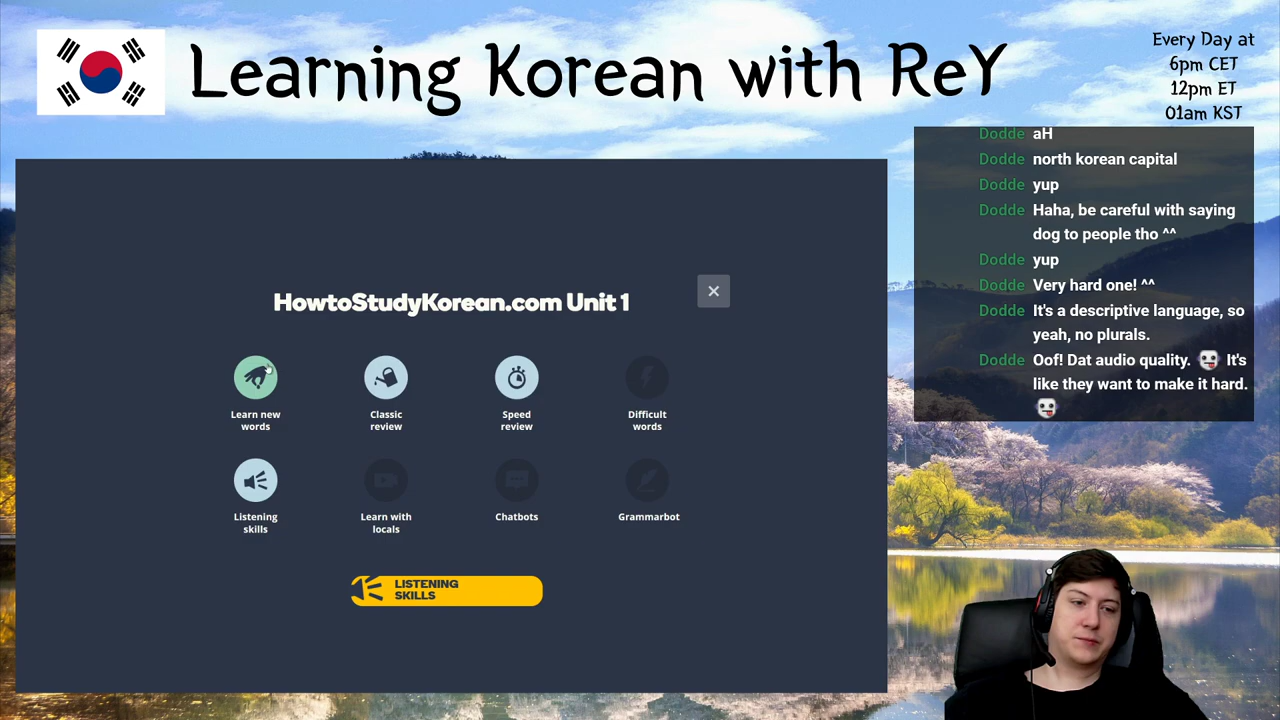 Learning Korean with ReY
Every Day at
6pm CET
12pm ET
01am KST
Dodde aH
Dodde north korean capital
Dodde yup
Dodde Haha, be careful with saying
dog to people tho ^^
Dodde yup
Dodde Very hard one! ^^
Dodde It's a descriptive language, so
yeah, no plurals.
Dodde Oof! Dat audio quality. It's
like they want to make it hard.
HowtoStudyKorean.com Unit 1
Learn new
words
Classic
review
Speed
review
Difficult
words
Listening
skills
Learn with
locals
Chatbots
Grammarbot
LISTENING
SKILLS